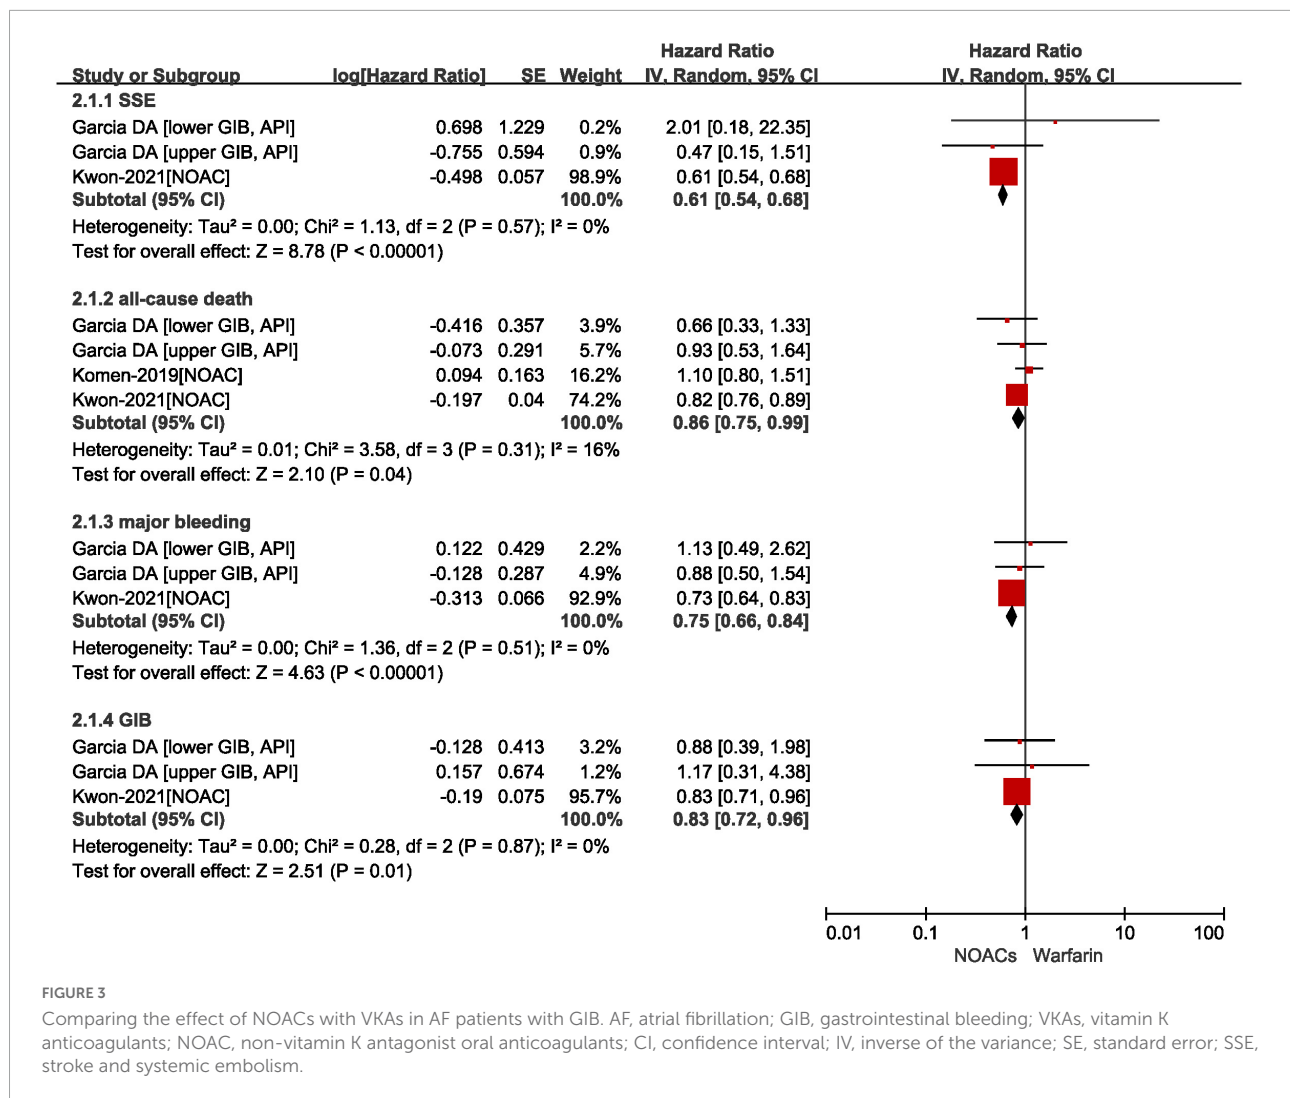 Hazard Ratio Hazard Ratio
Study or Subgroup log[Hazard Ratio] SE Weight IV, Random, 95% CI IV, Random, 95% CI
2.1.1 SSE
Garcia DA [lower GIB, API] 0.698 1.229 0.2% 2.01 [0.18, 22.35]
Garcia DA [upper GIB, API] -0.755 0.594 0.9% 0.47 [0.15, 1.51]
Kwon-2021[NOAC] -0.498 0.057 98.9% 0.61 [0.54, 0.68]
Subtotal (95% CI) 100.0% 0.61 [0.54, 0.68]
Heterogeneity: Tau² = 0.00; Chi² = 1.13, df = 2 (P = 0.57); I² = 0%
Test for overall effect: Z = 8.78 (P < 0.00001)
2.1.2 all-cause death
Garcia DA [lower GIB, API] -0.416 0.357 3.9% 0.66 [0.33, 1.33]
Garcia DA [upper GIB, API] -0.073 0.291 5.7% 0.93 [0.53, 1.64]
Komen-2019[NOAC] 0.094 0.163 16.2% 1.10 [0.80, 1.51]
Kwon-2021[NOAC] -0.197 0.04 74.2% 0.82 [0.76, 0.89]
Subtotal (95% CI) 100.0% 0.86 [0.75, 0.99]
Heterogeneity: Tau² = 0.01; Chi² = 3.58, df = 3 (P = 0.31); I² = 16%
Test for overall effect: Z = 2.10 (P = 0.04)
2.1.3 major bleeding
Garcia DA [lower GIB, API] 0.122 0.429 2.2% 1.13 [0.49, 2.62]
Garcia DA [upper GIB, API] -0.128 0.287 4.9% 0.88 [0.50, 1.54]
Kwon-2021[NOAC] -0.313 0.066 92.9% 0.73 [0.64, 0.83]
Subtotal (95% CI) 100.0% 0.75 [0.66, 0.84]
Heterogeneity: Tau² = 0.00; Chi² = 1.36, df = 2 (P = 0.51); I² = 0%
Test for overall effect: Z = 4.63 (P < 0.00001)
2.1.4 GIB
Garcia DA [lower GIB, API] -0.128 0.413 3.2% 0.88 [0.39, 1.98]
Garcia DA [upper GIB, API] 0.157 0.674 1.2% 1.17 [0.31, 4.38]
Kwon-2021[NOAC] -0.19 0.075 95.7% 0.83 [0.71, 0.96]
Subtotal (95% CI) 100.0% 0.83 [0.72, 0.96]
Heterogeneity: Tau² = 0.00; Chi² = 0.28, df = 2 (P = 0.87); I² = 0%
Test for overall effect: Z = 2.51 (P = 0.01)
0.01 0.1 1 10 100
NOACs Warfarin
FIGURE 3
Comparing the effect of NOACs with VKAs in AF patients with GIB. AF, atrial fibrillation; GIB, gastrointestinal bleeding; VKAs, vitamin K
anticoagulants; NOAC, non-vitamin K antagonist oral anticoagulants; CI, confidence interval; IV, inverse of the variance; SE, standard error; SSE,
stroke and systemic embolism.